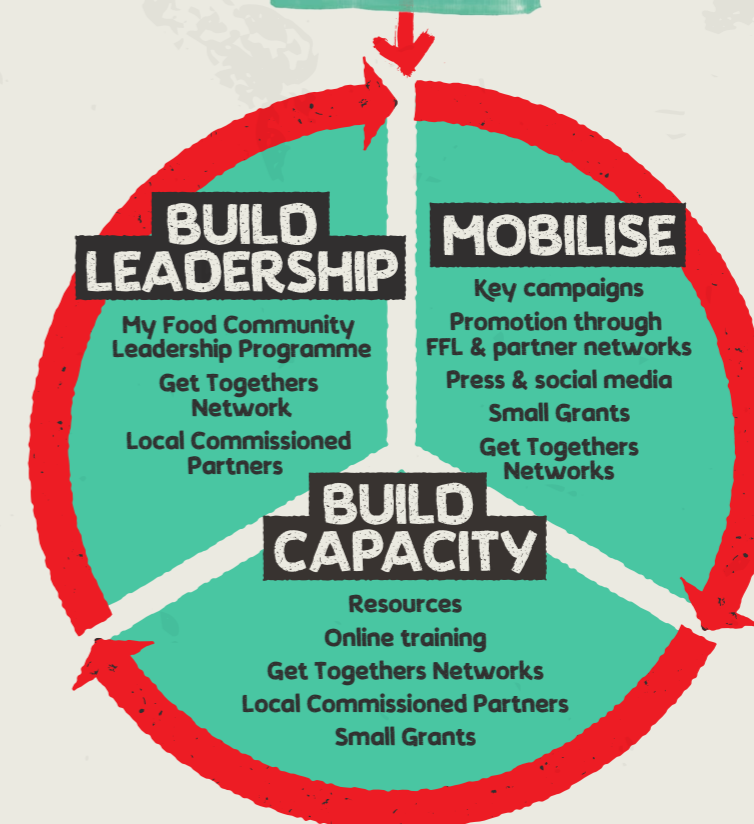 BUILD
LEADERSHIP
My Food Community
Leadership Programme
Get Togethers
Network
Local Commissioned
Partners
MOBILISE
Key campaigns
Promotion through
FFL & partner networks
Press & social media
Small Grants
Get Togethers
Networks
BUILD
CAPACITY
Resources
Online training
Get Togethers Networks
Local Commissioned Partners
Small Grants